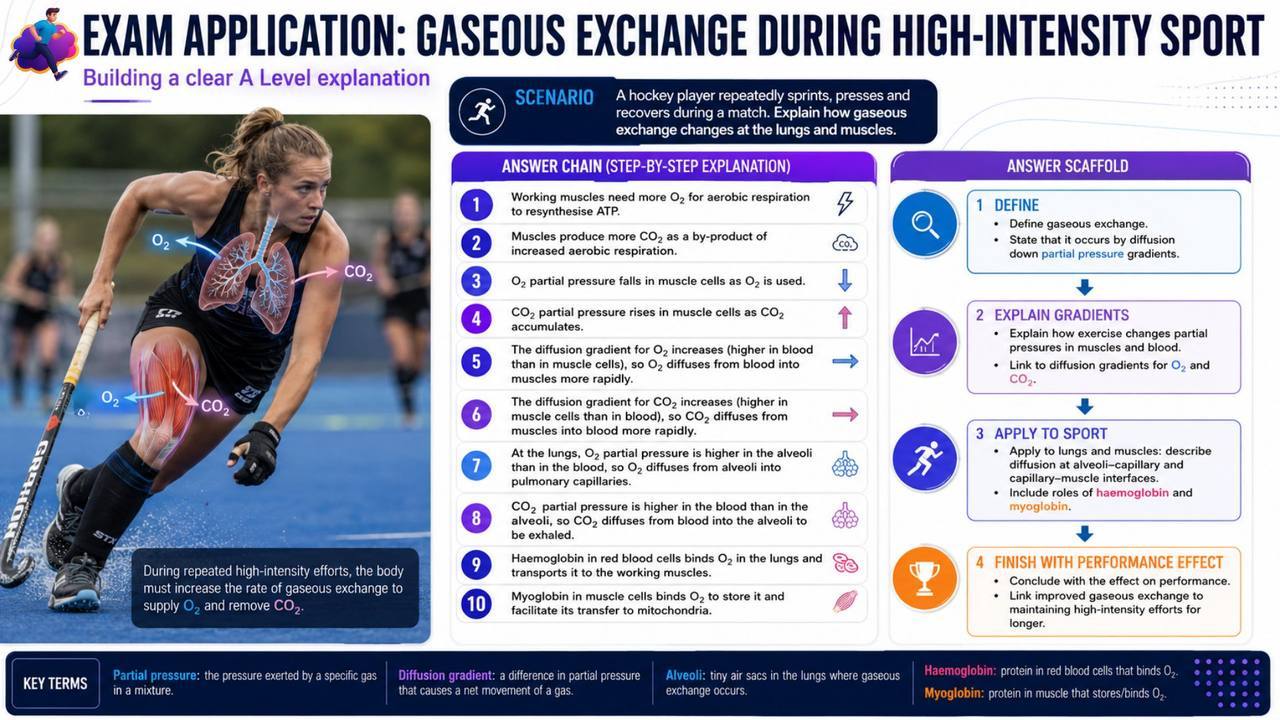 EXAM APPLICATION: GASEOUS EXCHANGE DURING HIGH-INTENSITY SPORT
Building a clear A Level explanation
SCENARIO
A hockey player repeatedly sprints, presses and
recovers during a match. Explain how gaseous
exchange changes at the lungs and muscles.
O₂
CO₂
O₂
CO₂
GRAYS
STX
During repeated high-intensity efforts, the body
must increase the rate of gaseous exchange to
supply O₂ and remove CO₂.
ANSWER CHAIN (STEP-BY-STEP EXPLANATION)
1
Working muscles need more O₂ for aerobic respiration
to resynthesise ATP.
2
Muscles produce more CO₂ as a by-product of
increased aerobic respiration.
CO₂
3
O₂ partial pressure falls in muscle cells as O₂ is used.
4
CO₂ partial pressure rises in muscle cells as CO₂
accumulates.
5
The diffusion gradient for O₂ increases (higher in blood
than in muscle cells), so O₂ diffuses from blood into
muscles more rapidly.
6
The diffusion gradient for CO₂ increases (higher in
muscle cells than in blood), so CO₂ diffuses from
muscles into blood more rapidly.
7
At the lungs, O₂ partial pressure is higher in the alveoli
than in the blood, so O₂ diffuses from alveoli into
pulmonary capillaries.
8
CO₂ partial pressure is higher in the blood than in the
alveoli, so CO₂ diffuses from blood into the alveoli to
be exhaled.
9
Haemoglobin in red blood cells binds O₂ in the lungs and
transports it to the working muscles.
10
Myoglobin in muscle cells binds O₂ to store it and
facilitate its transfer to mitochondria.
ANSWER SCAFFOLD
1 DEFINE
• Define gaseous exchange.
• State that it occurs by diffusion
down partial pressure gradients.
2 EXPLAIN GRADIENTS
• Explain how exercise changes partial
pressures in muscles and blood.
• Link to diffusion gradients for O₂ and
CO₂.
3 APPLY TO SPORT
• Apply to lungs and muscles: describe
diffusion at alveoli–capillary and
capillary–muscle interfaces.
• Include roles of haemoglobin and
myoglobin.
4 FINISH WITH PERFORMANCE EFFECT
• Conclude with the effect on performance.
• Link improved gaseous exchange to
maintaining high-intensity efforts for
longer.
KEY TERMS
Partial pressure: the pressure exerted by a specific gas
in a mixture.
Diffusion gradient: a difference in partial pressure
that causes a net movement of a gas.
Alveoli: tiny air sacs in the lungs where gaseous
exchange occurs.
Haemoglobin: protein in red blood cells that binds O₂.
Myoglobin: protein in muscle that stores/binds O₂.